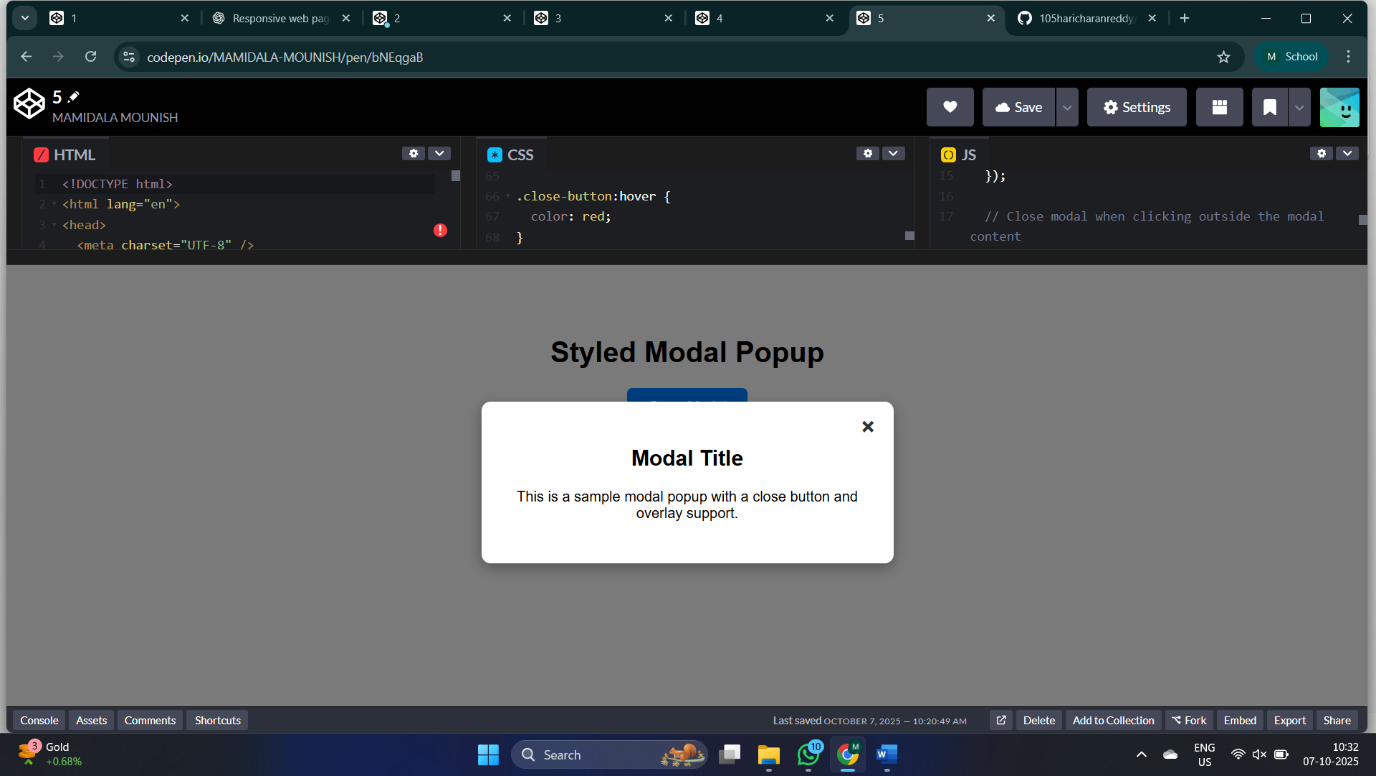 1
Responsive web pag
2
3
4
5
105haricharanreddy/
codepen.io/MAMIDALA-MOUNISH/pen/bNEqgaB
M School
5
MAMIDALA MOUNISH
Save
Settings
HTML
1 <!DOCTYPE html>
2 <html lang="en">
3 <head>
4 <meta charset="UTF-8" />
CSS
65
66 .close-button:hover {
67 color: red;
68 }
JS
15 });
16
17 // Close modal when clicking outside the modal
content
Styled Modal Popup
×
Modal Title
This is a sample modal popup with a close button and
overlay support.
Console Assets Comments Shortcuts
Last saved OCTOBER 7, 2025 — 10:20:49 AM
Delete Add to Collection Fork Embed Export Share
3
Gold
+0.68%
Search
10
M
W
ENG
US
10:32
07-10-2025